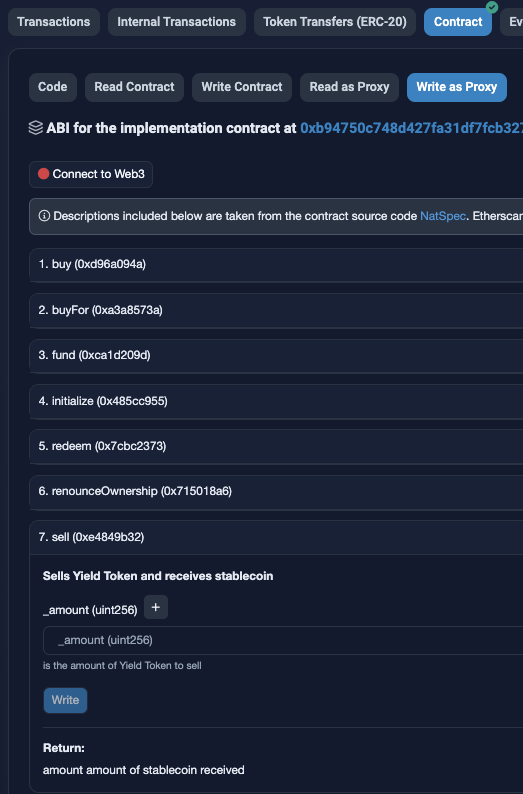 Transactions Internal Transactions Token Transfers (ERC-20) Contract Ev
Code Read Contract Write Contract Read as Proxy Write as Proxy
ABI for the implementation contract at 0xb94750c748d427fa31df7fcb327
Connect to Web3
Descriptions included below are taken from the contract source code NatSpec. Etherscan
1. buy (0xd96a094a)
2. buyFor (0xa3a8573a)
3. fund (0xca1d209d)
4. initialize (0x485cc955)
5. redeem (0x7cbc2373)
6. renounceOwnership (0x715018a6)
7. sell (0xe4849b32)
Sells Yield Token and receives stablecoin
_amount (uint256) +
_amount (uint256)
is the amount of Yield Token to sell
Write
Return:
amount amount of stablecoin received